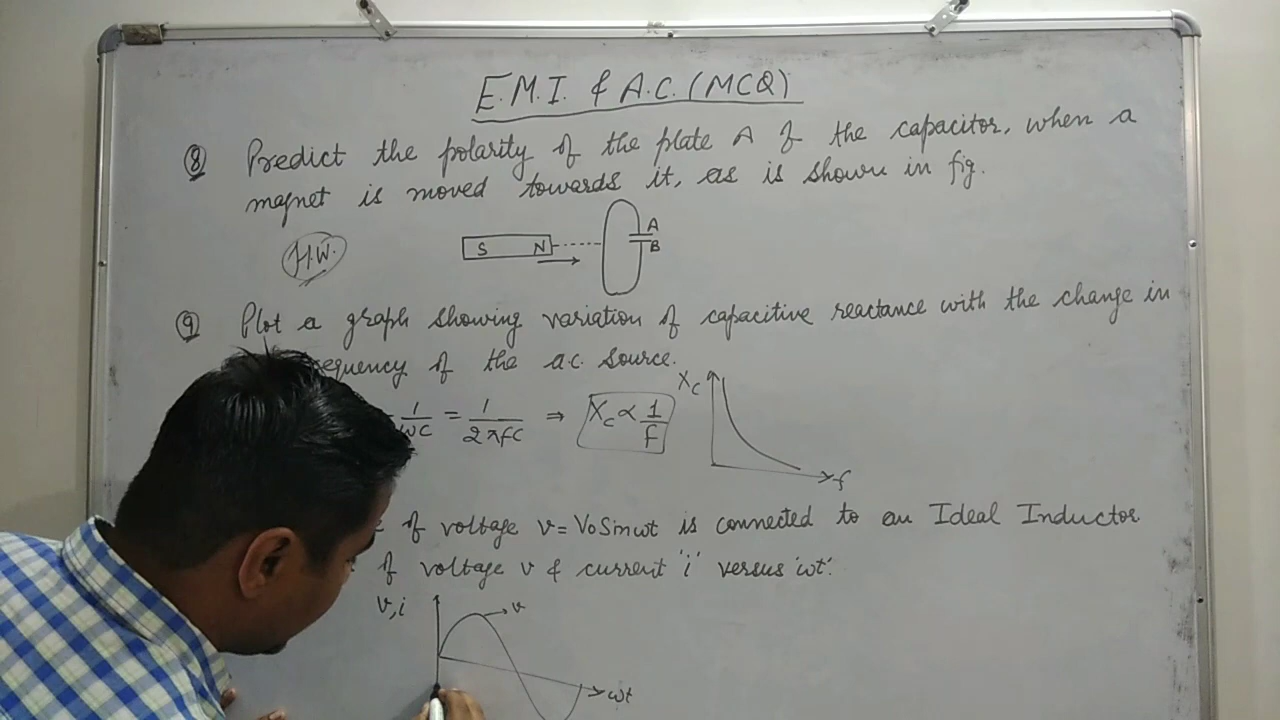 E.M.I. & A.C. (MCQ)
8 Predict the polarity of the plate A of the capacitor, when a
magnet is moved towards it, as is shown in fig.
H.W.
S N
A
B
9 Plot a graph showing variation of capacitive reactance with the change in
equency of the a.c. source.
= 1/ωC = 1/2πfC ⇒ Xc ∝ 1/f
Xc
f
of voltage v = V₀ Sinωt is connected to an Ideal Inductor
of voltage v & current 'i' versus 'ωt'.
v, i
v
ωt